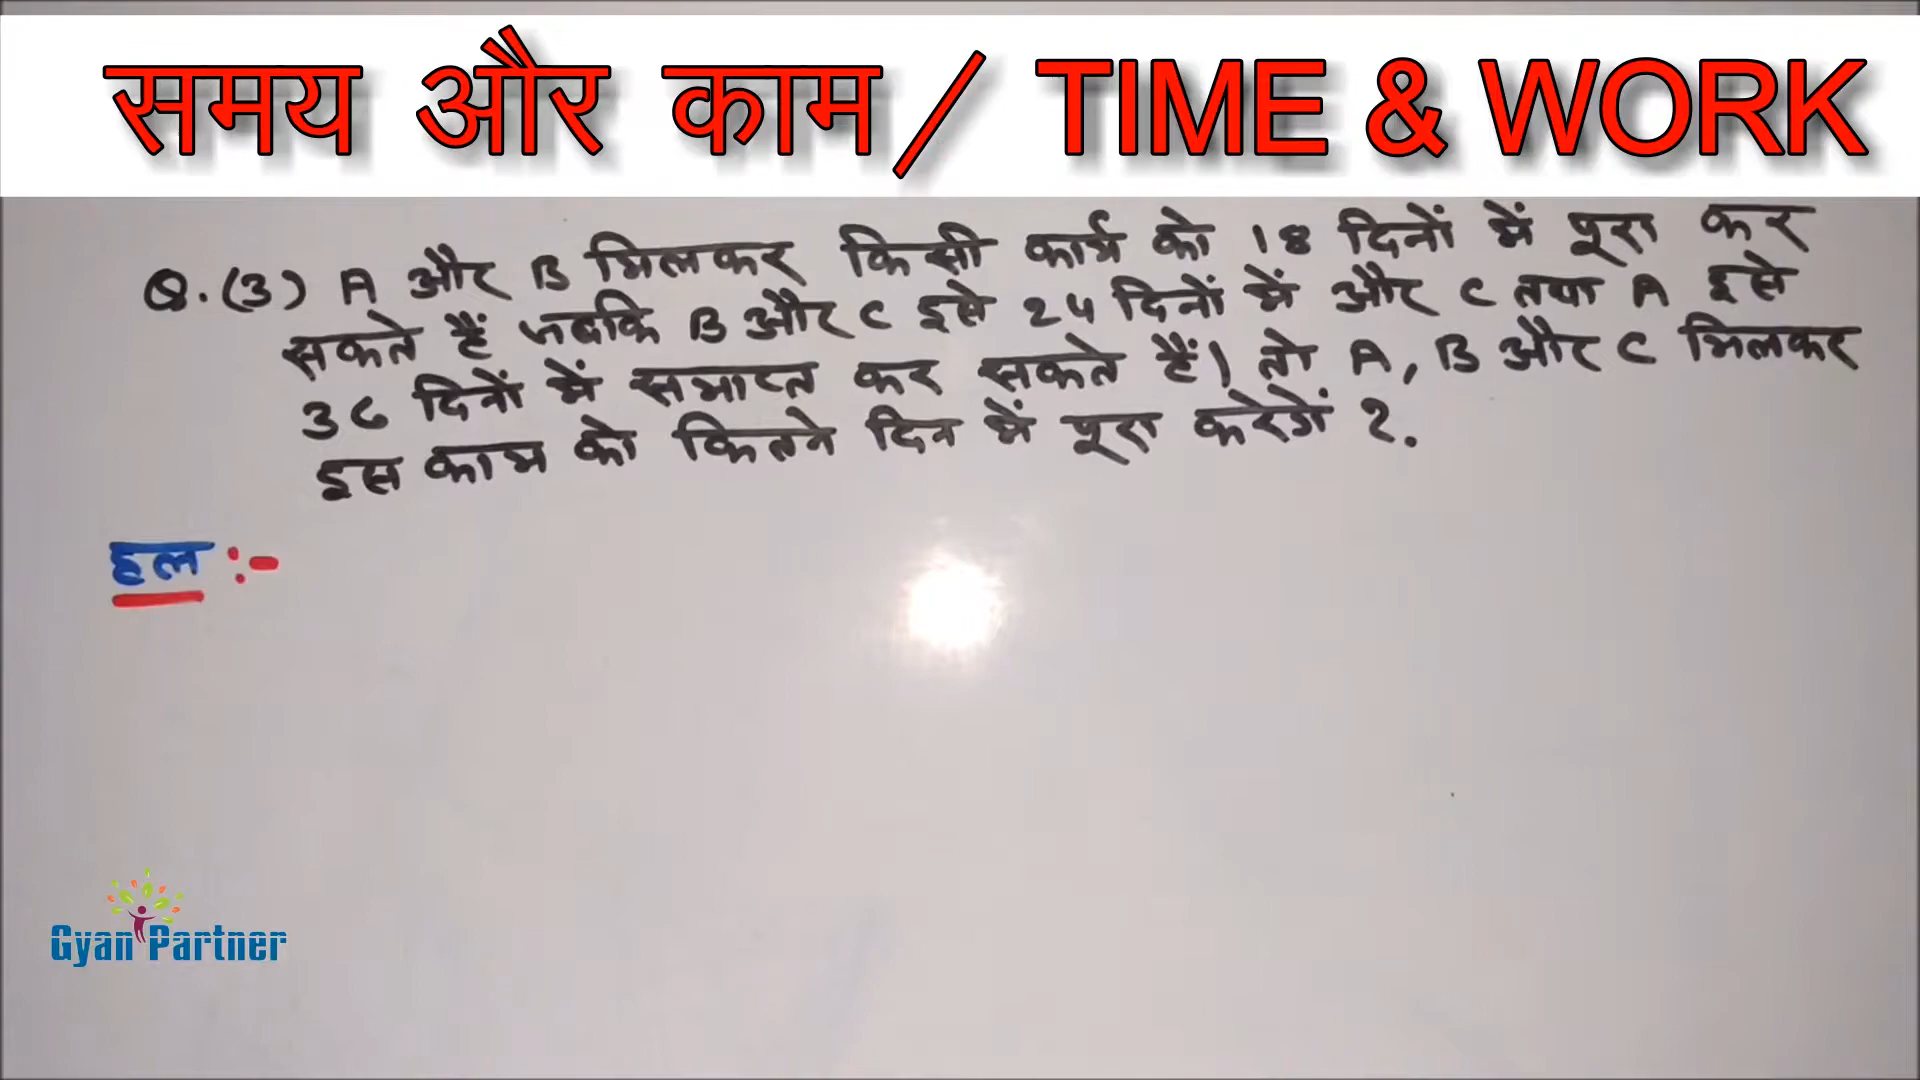 समय और काम / TIME & WORK
Q.(3) A और B मिलकर किसी कार्य को 18 दिनों में पूरा कर
सकते हैं जबकि B और C इसे 24 दिनों में और C तथा A इसे
36 दिनों में समाप्त कर सकते हैं। तो A, B और C मिलकर
इस काम को कितने दिन में पूरा करेगें ?.
हल :-
Gyan Partner